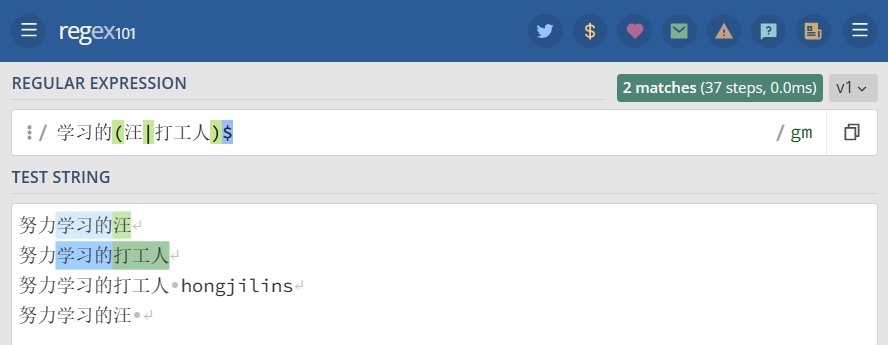 regex101
REGULAR EXPRESSION
2 matches (37 steps, 0.0ms) v1
/ 学习的(汪|打工人)$ / gm
TEST STRING
努力学习的汪↵
努力学习的打工人↵
努力学习的打工人•hongjilins↵
努力学习的汪•↵